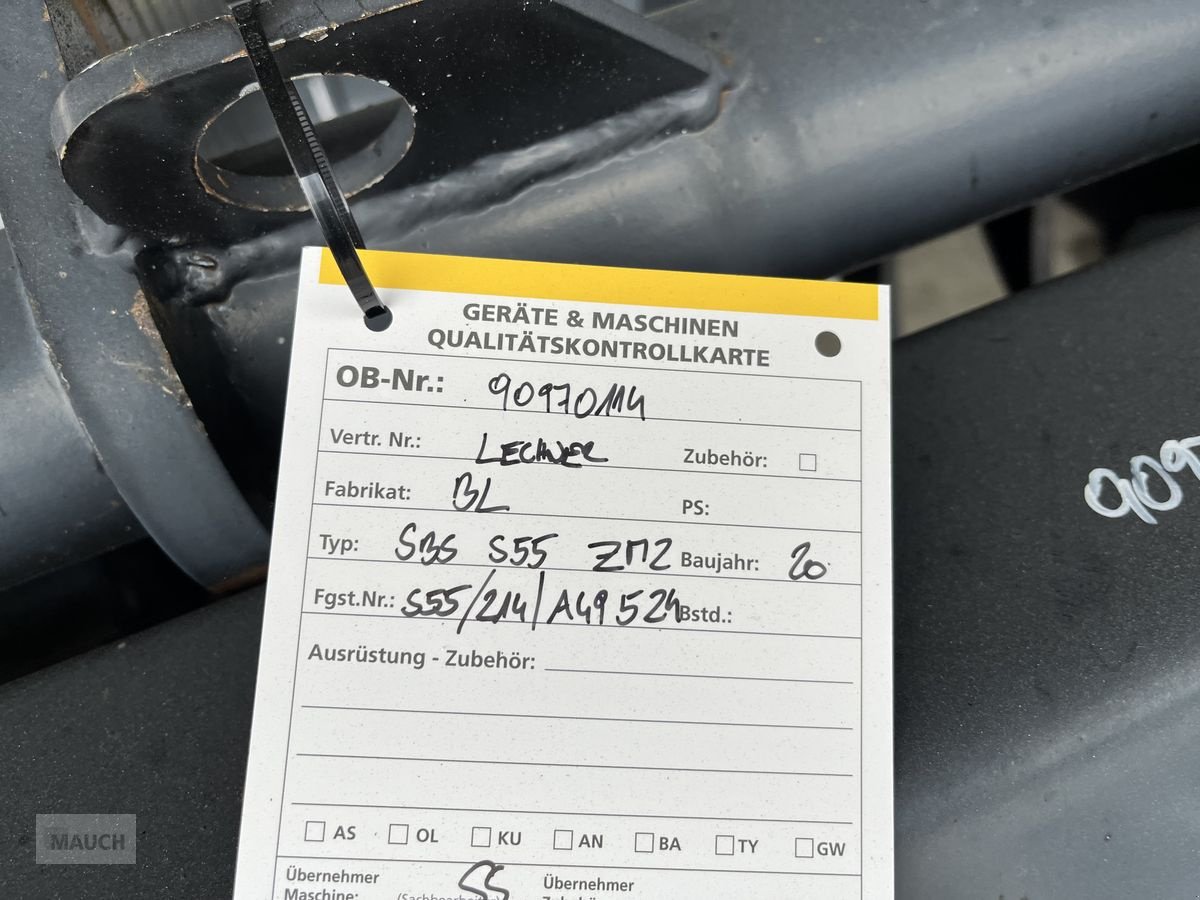 GERÄTE & MASCHINEN
QUALITÄTSKONTROLLKARTE
OB-Nr.: 90970114
Vertr. Nr.: LECHNER Zubehör:
Fabrikat: BL PS:
Typ: SBS S55 ZM2 Baujahr: 20
Fgst.Nr.: S55/214/A49524 Bstd.:
Ausrüstung - Zubehör:
AS OL KU AN BA TY GW
Übernehmer SS Übernehmer
Maschine:
9097
MAUCH